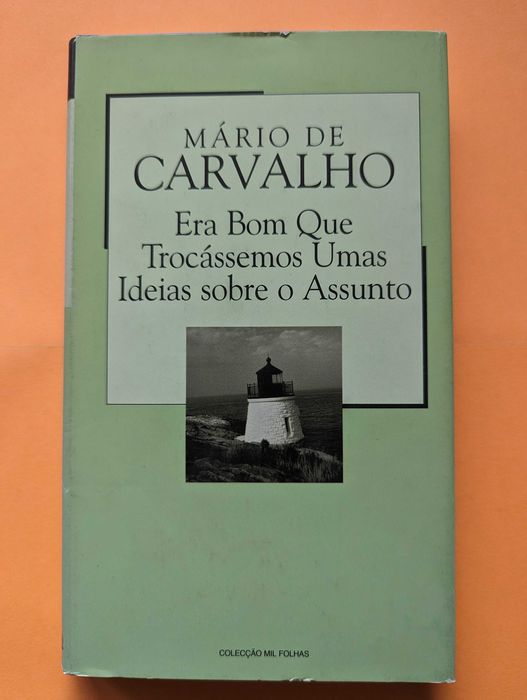 MÁRIO DE
CARVALHO
Era Bom Que
Trocássemos Umas
Ideias sobre o Assunto
COLECÇÃO MIL FOLHAS